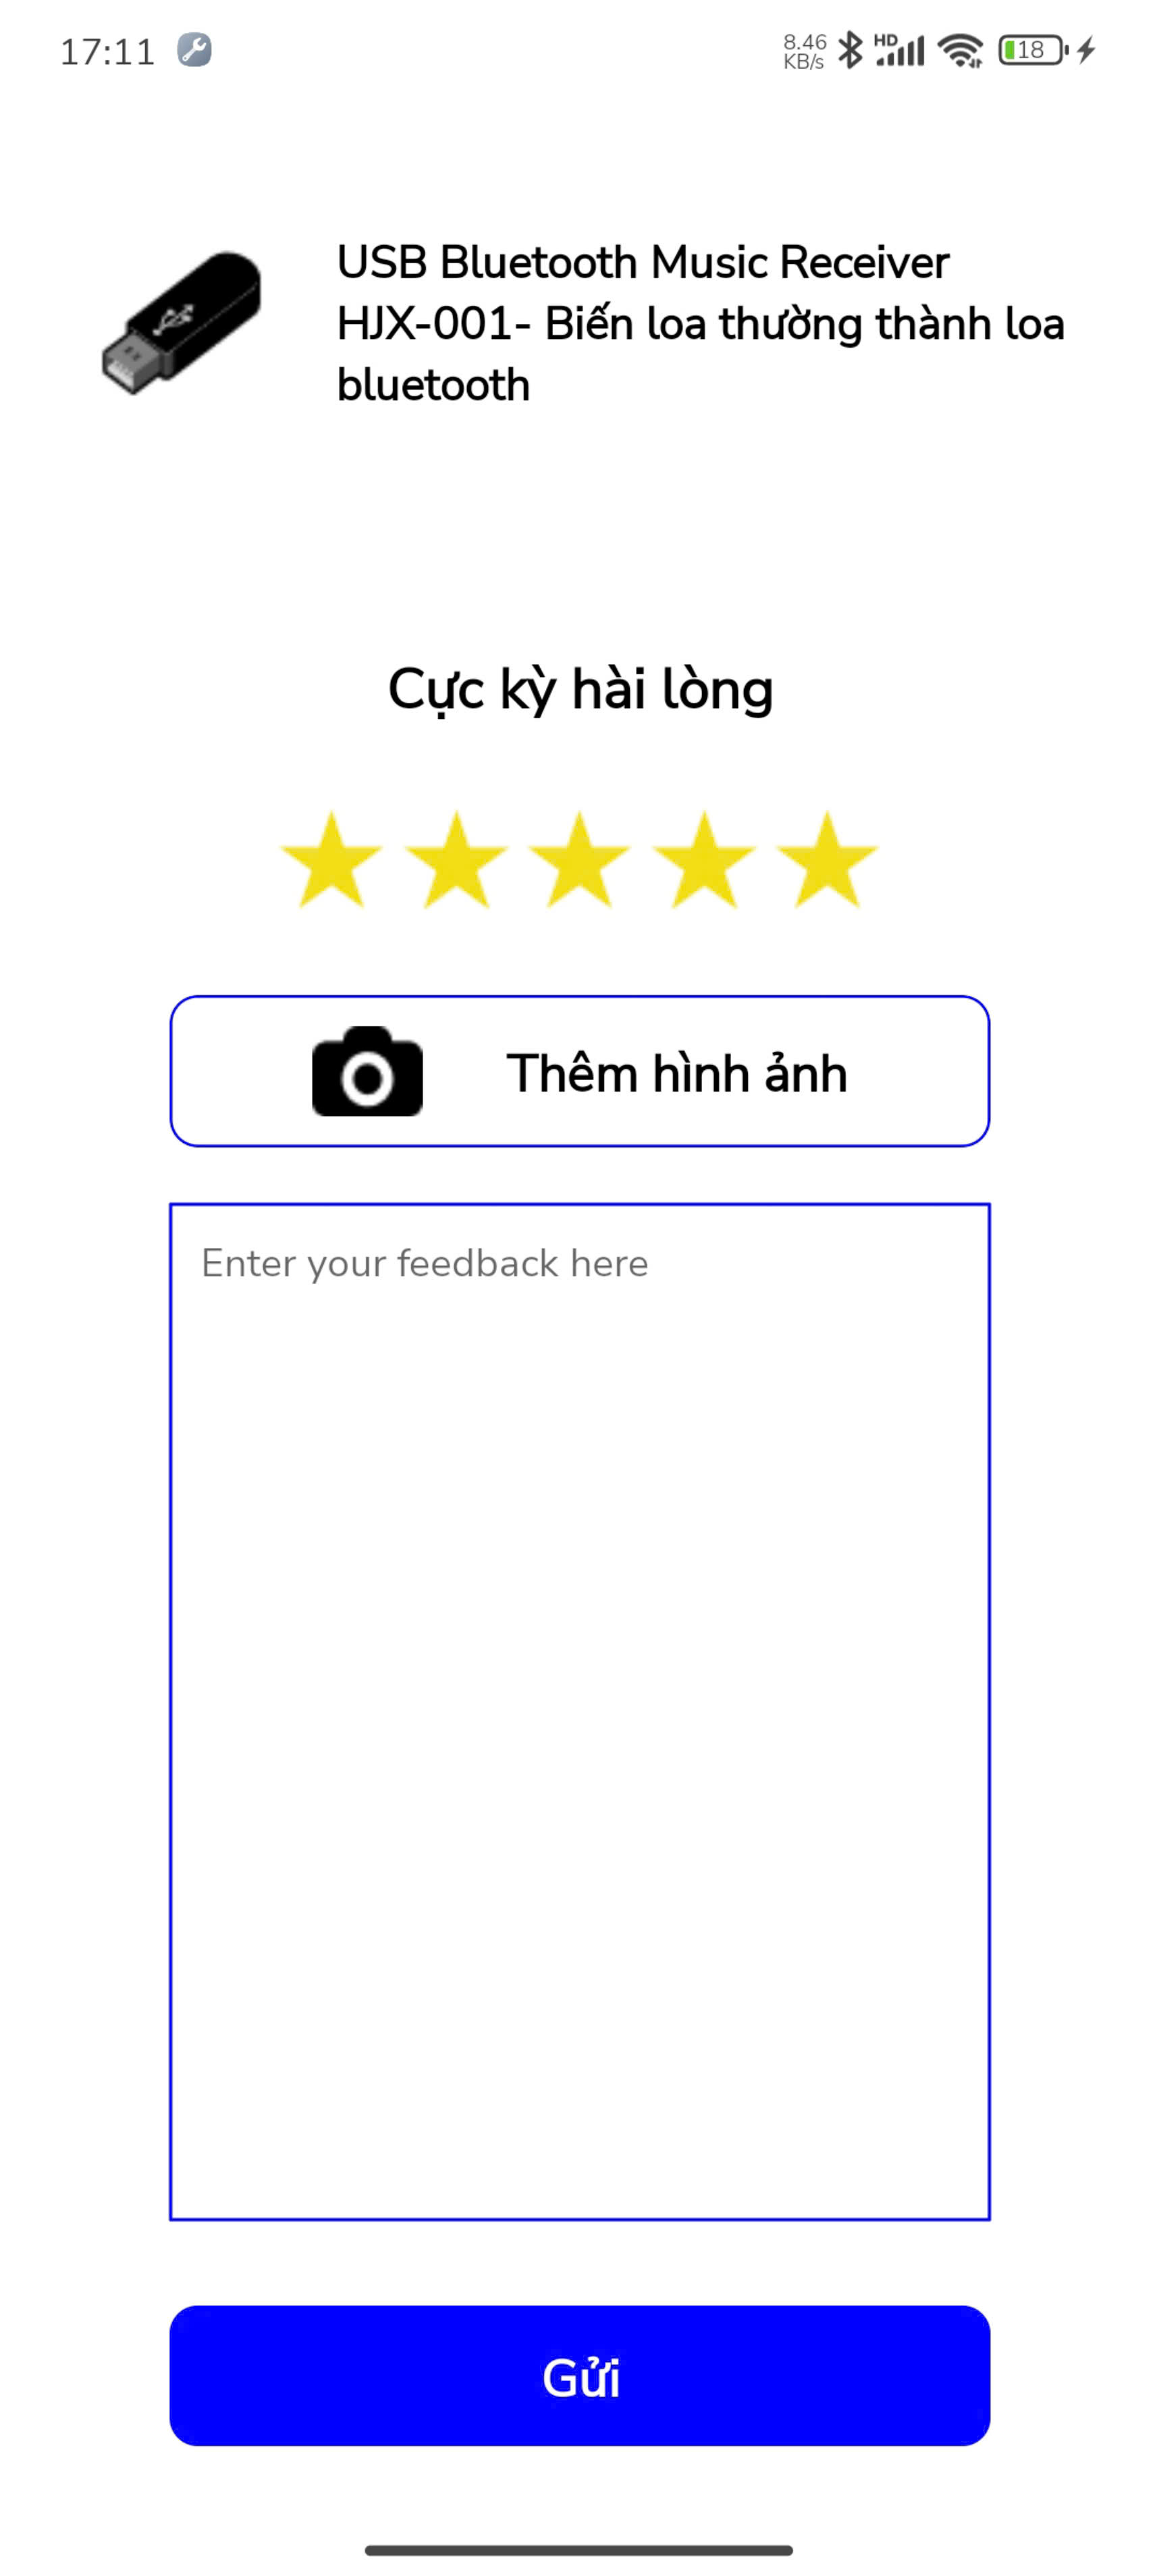 17:11
8.46
KB/s
HD
18
USB Bluetooth Music Receiver
HJX-001- Biến loa thường thành loa
bluetooth
Cực kỳ hài lòng
Thêm hình ảnh
Enter your feedback here
Gửi